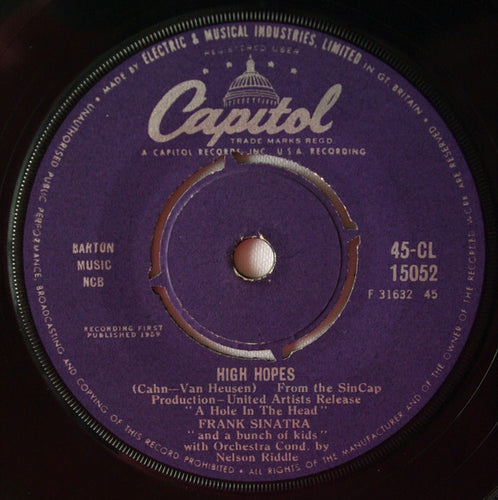 MADE BY ELECTRIC & MUSICAL INDUSTRIES, LIMITED IN GT. BRITAIN · ALL RIGHTS OF THE MANUFACTURER AND OF THE OWNER OF THE RECORDED WORK RESERVED · UNAUTHORISED PUBLIC PERFORMANCE, BROADCASTING AND COPYING OF THIS RECORD PROHIBITED
REGISTERED USER
Capitol
TRADE MARKS REGD
A CAPITOL RECORDS, INC., U.S.A. RECORDING
BARTON
MUSIC
NCB
45-CL
15052
F 31632 45
RECORDING FIRST
PUBLISHED 1959
HIGH HOPES
(Cahn—Van Heusen) From the SinCap
Production—United Artists Release
"A Hole In The Head"
FRANK SINATRA
"and a bunch of kids"
with Orchestra Cond. by
Nelson Riddle